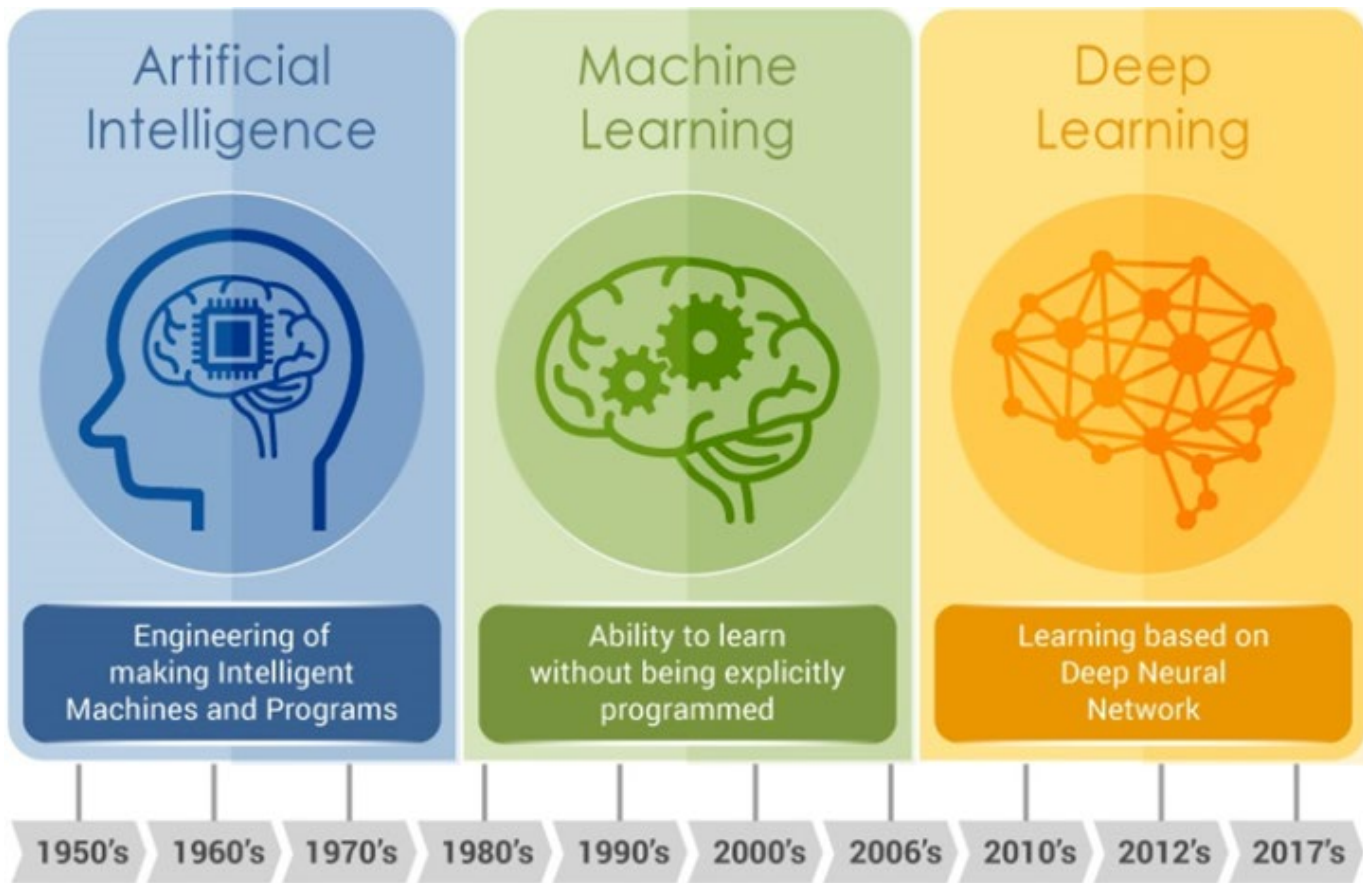 Artificial
Intelligence
Engineering of
making Intelligent
Machines and Programs
Machine
Learning
Ability to learn
without being explicitly
programmed
Deep
Learning
Learning based on
Deep Neural
Network
1950's
1960's
1970's
1980's
1990's
2000's
2006's
2010's
2012's
2017's